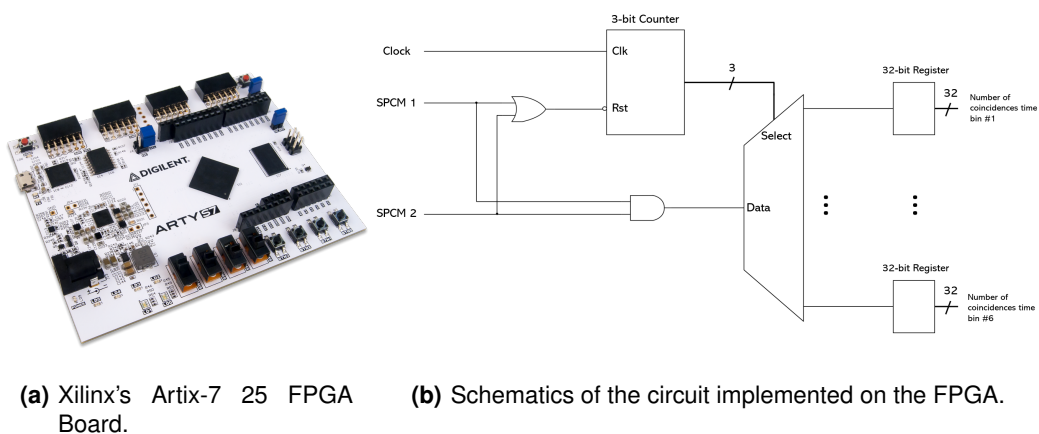 DIGILENT
ARTY S7
3-bit Counter
Clock
Clk
3
SPCM 1
Rst
Select
SPCM 2
Data
32-bit Register
32
Number of
coincidences time
bin #1
32-bit Register
32
Number of
coincidences time
bin #6
(a) Xilinx's Artix-7 25 FPGA
Board.
(b) Schematics of the circuit implemented on the FPGA.